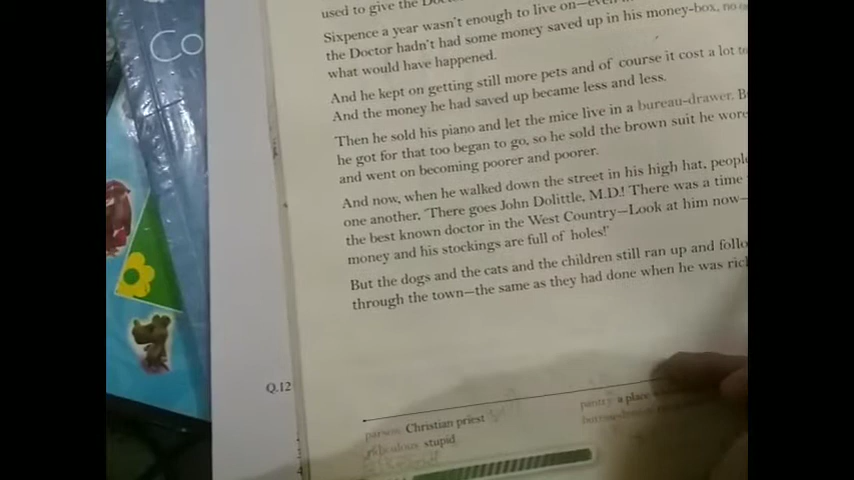 Co
used to give the
Sixpence a year wasn't enough to live on—even
the Doctor hadn't had some money saved up in his money-box, no
what would have happened.
And he kept on getting still more pets and of course it cost a lot to
And the money he had saved up became less and less.
Then he sold his piano and let the mice live in a bureau-drawer. B
he got for that too began to go, so he sold the brown suit he wore
and went on becoming poorer and poorer.
And now, when he walked down the street in his high hat, people
one another, 'There goes John Dolittle, M.D.! There was a time
the best known doctor in the West Country—Look at him now—
money and his stockings are full of holes!'
But the dogs and the cats and the children still ran up and follo
through the town—the same as they had done when he was rich
Q.12
parson Christian priest
pantry a place
ridiculous stupid